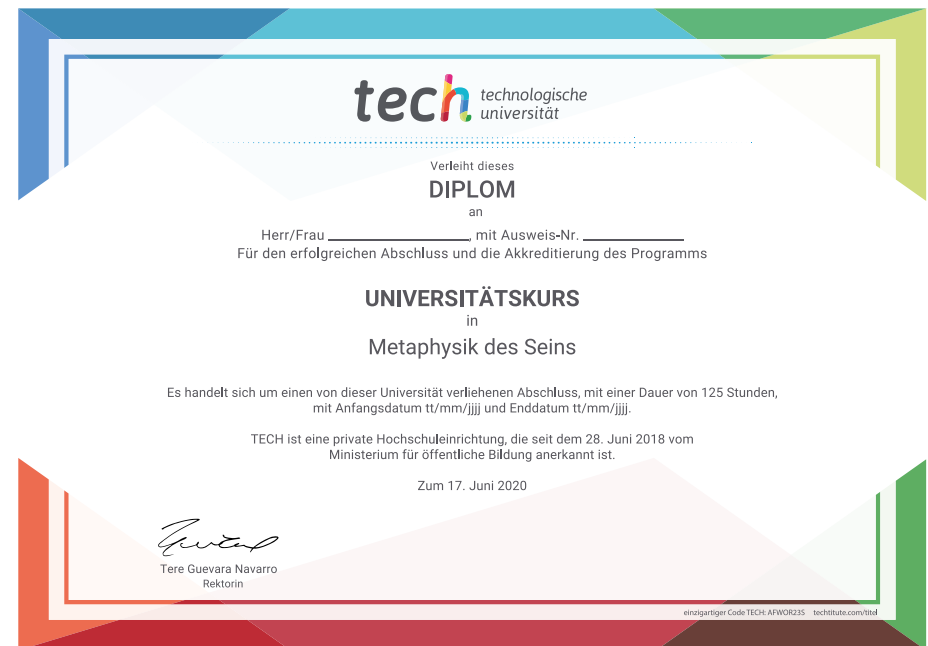 tech technologische
universität
Verleiht dieses
DIPLOM
an
Herr/Frau ____________, mit Ausweis-Nr. ____________
Für den erfolgreichen Abschluss und die Akkreditierung des Programms
UNIVERSITÄTSKURS
in
Metaphysik des Seins
Es handelt sich um einen von dieser Universität verliehenen Abschluss, mit einer Dauer von 125 Stunden,
mit Anfangsdatum tt/mm/jjjj und Enddatum tt/mm/jjjj.
TECH ist eine private Hochschuleinrichtung, die seit dem 28. Juni 2018 vom
Ministerium für öffentliche Bildung anerkannt ist.
Zum 17. Juni 2020
Tere Guevara Navarro
Rektorin
einzigartiger Code TECH: AFWOR23S techtitute.com/titel